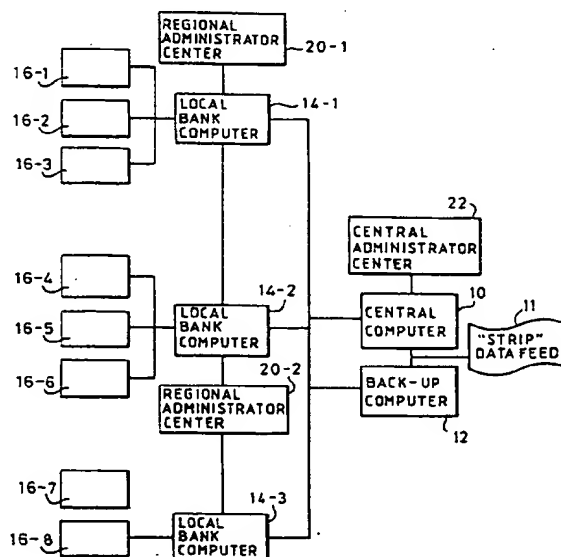 REGIONAL
ADMINISTRATOR
CENTER
20-1
16-1
16-2
16-3
LOCAL
BANK
COMPUTER
14-1
22
CENTRAL
ADMINISTRATOR
CENTER
16-4
16-5
16-6
LOCAL
BANK
COMPUTER
14-2
CENTRAL
COMPUTER
10
11
"STRIP"
DATA FEED
BACK-UP
COMPUTER
12
20-2
REGIONAL
ADMINISTRATOR
CENTER
16-7
16-8
LOCAL
BANK
COMPUTER
14-3